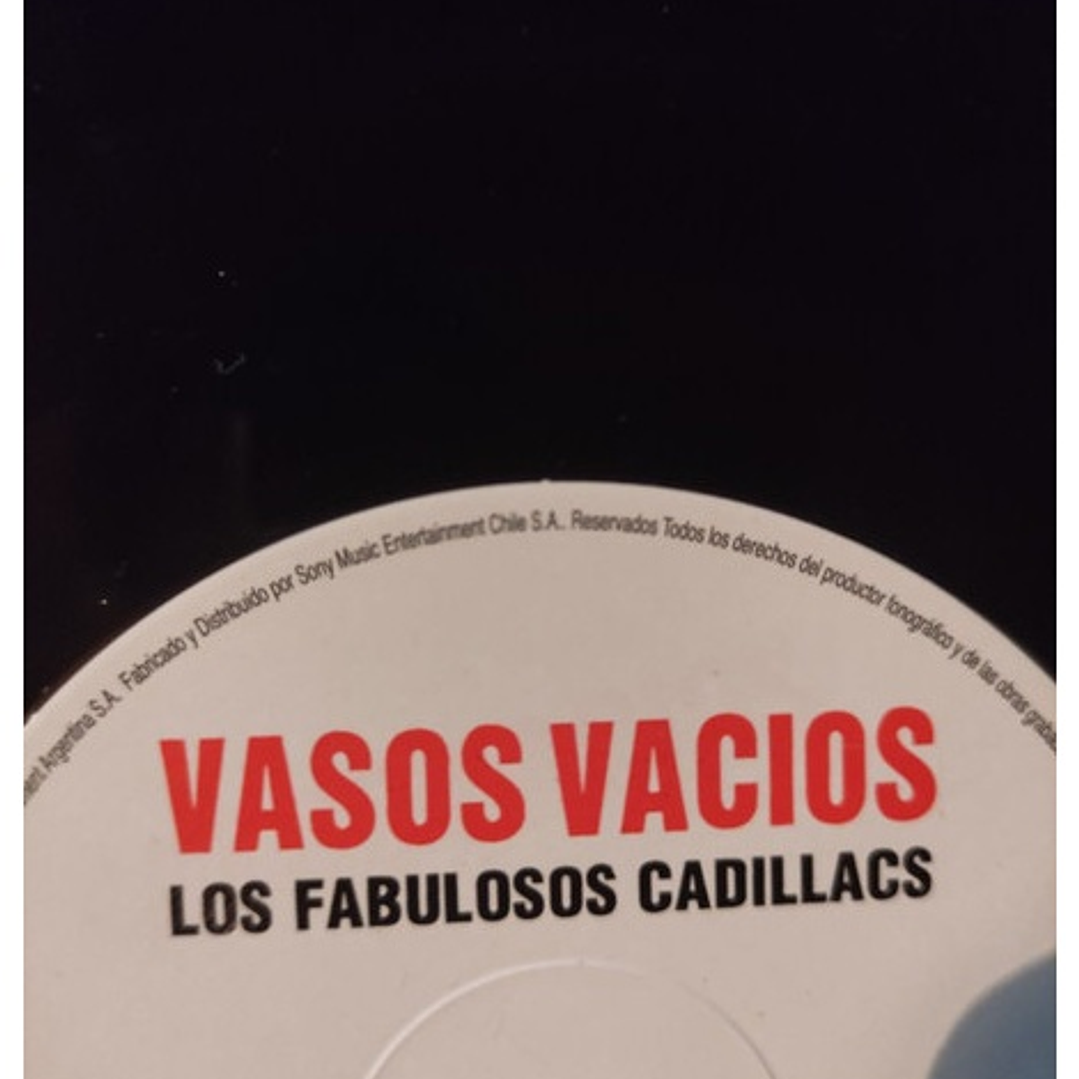 Argentina S.A. Fabricado y Distribuido por Sony Music Entertainment Chile S.A.. Reservados Todos los derechos del productor fonográfico y de las obras
VASOS VACIOS
LOS FABULOSOS CADILLACS